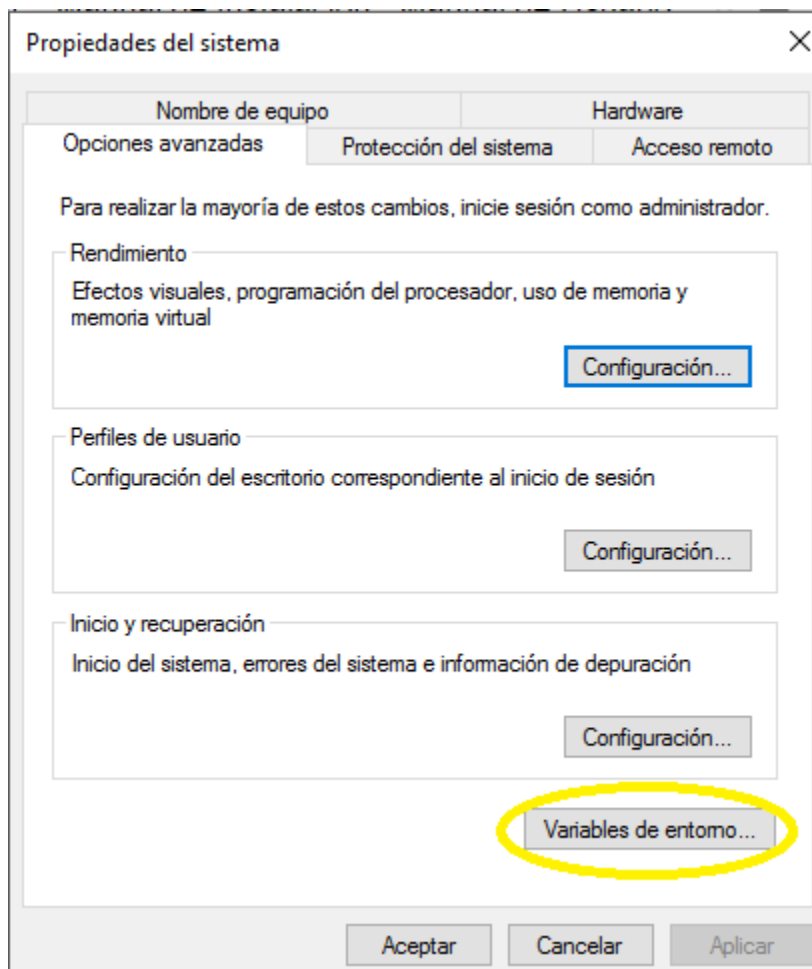 Propiedades del sistema
Nombre de equipo
Hardware
Opciones avanzadas
Protección del sistema
Acceso remoto
Para realizar la mayoría de estos cambios, inicie sesión como administrador.
Rendimiento
Efectos visuales, programación del procesador, uso de memoria y
memoria virtual
Configuración...
Perfiles de usuario
Configuración del escritorio correspondiente al inicio de sesión
Configuración...
Inicio y recuperación
Inicio del sistema, errores del sistema e información de depuración
Configuración...
Variables de entorno...
Aceptar
Cancelar
Aplicar